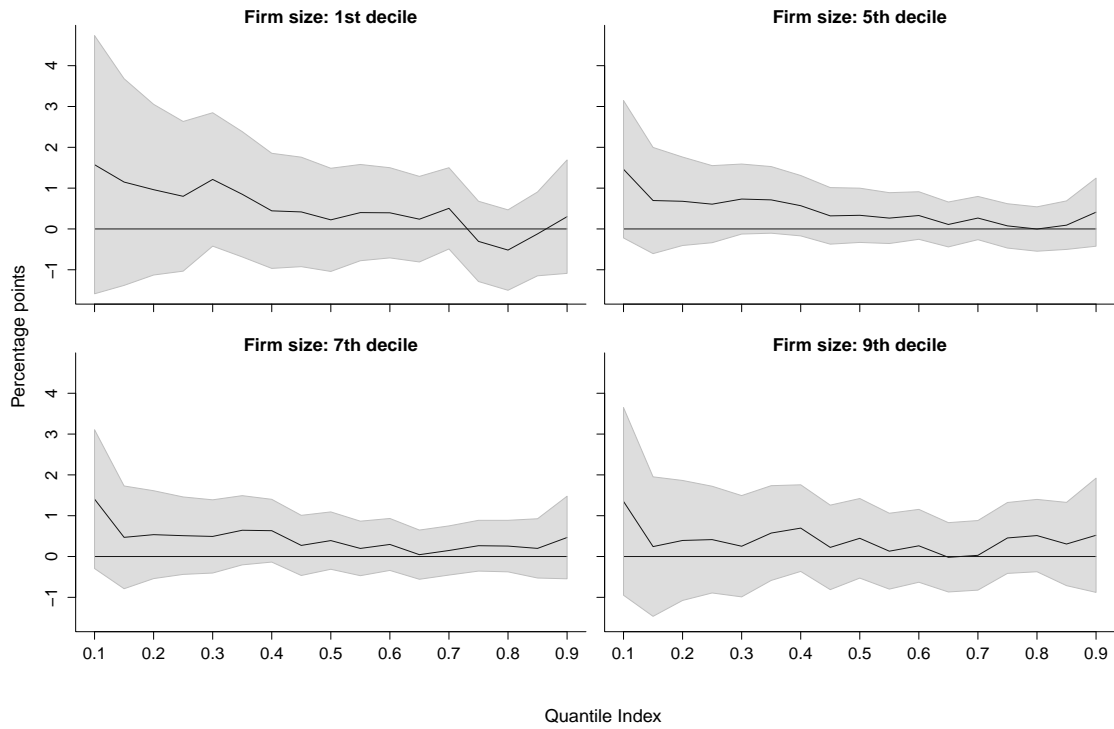 Firm size: 1st decile
Firm size: 5th decile
4
3
2
1
0
−1
Percentage points
Firm size: 7th decile
Firm size: 9th decile
4
3
2
1
0
−1
0.1 0.2 0.3 0.4 0.5 0.6 0.7 0.8 0.9
0.1 0.2 0.3 0.4 0.5 0.6 0.7 0.8 0.9
Quantile Index